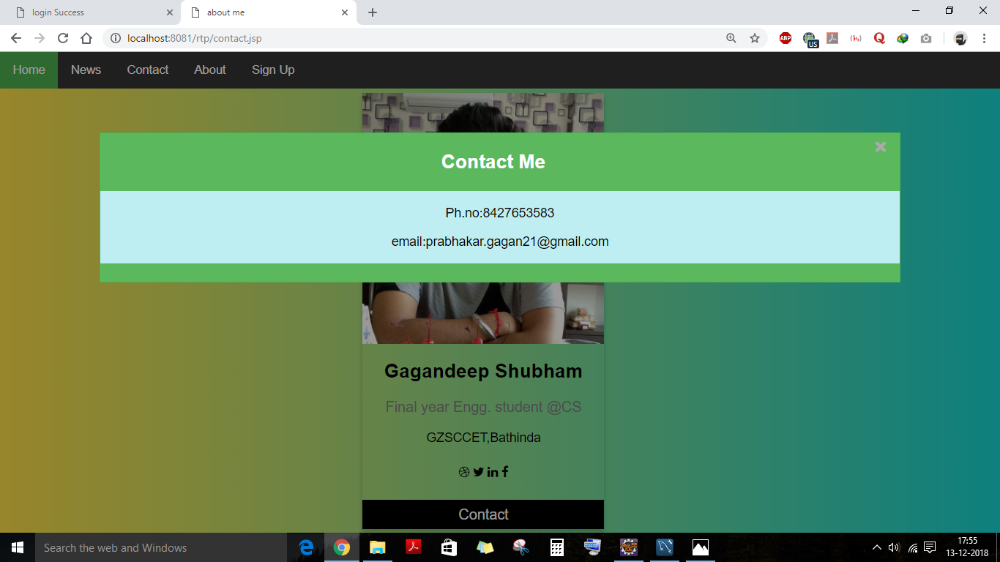 login Success
about me
localhost:8081/rtp/contact.jsp
ABP
US
Home News Contact About Sign Up
Contact Me
Ph.no:8427653583
email:prabhakar.gagan21@gmail.com
Gagandeep Shubham
Final year Engg. student @CS
GZSCCET,Bathinda
Contact
Search the web and Windows
17:55
13-12-2018